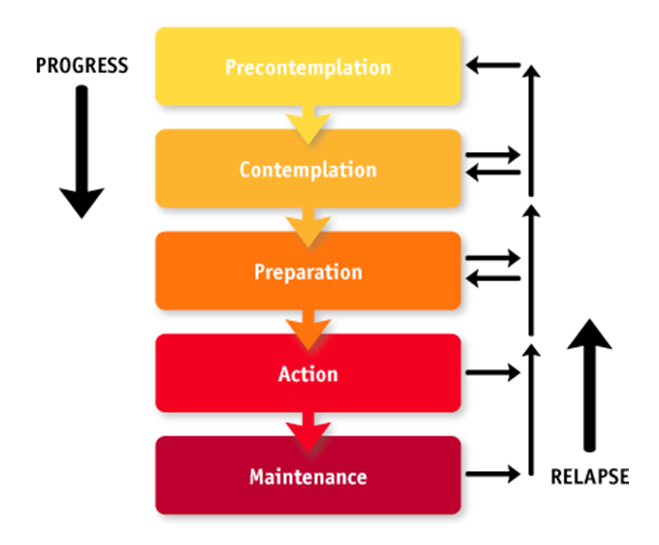 PROGRESS
Precontemplation
Contemplation
Preparation
Action
Maintenance
RELAPSE